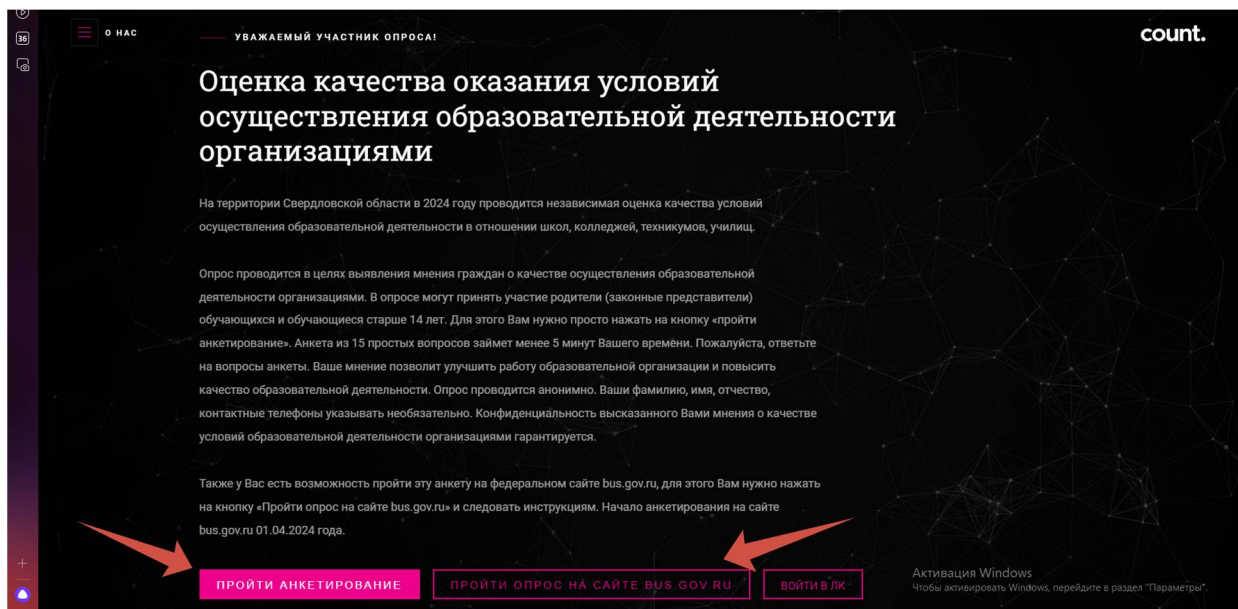 36
О НАС
УВАЖАЕМЫЙ УЧАСТНИК ОПРОСА!
count.
Оценка качества оказания условий
осуществления образовательной деятельности
организациями
На территории Свердловской области в 2024 году проводится независимая оценка качества условий
осуществления образовательной деятельности в отношении школ, колледжей, техникумов, училищ.
Опрос проводится в целях выявления мнения граждан о качестве осуществления образовательной
деятельности организациями. В опросе могут принять участие родители (законные представители)
обучающихся и обучающиеся старше 14 лет. Для этого Вам нужно просто нажать на кнопку «пройти
анкетирование». Анкета из 15 простых вопросов займет менее 5 минут Вашего времени. Пожалуйста, ответьте
на вопросы анкеты. Ваше мнение позволит улучшить работу образовательной организации и повысить
качество образовательной деятельности. Опрос проводится анонимно. Ваши фамилию, имя, отчество,
контактные телефоны указывать необязательно. Конфиденциальность высказанного Вами мнения о качестве
условий образовательной деятельности организациями гарантируется.
Также у Вас есть возможность пройти эту анкету на федеральном сайте bus.gov.ru, для этого Вам нужно нажать
на кнопку «Пройти опрос на сайте bus.gov.ru» и следовать инструкциям. Начало анкетирования на сайте
bus.gov.ru 01.04.2024 года.
ПРОЙТИ АНКЕТИРОВАНИЕ
ПРОЙТИ ОПРОС НА САЙТЕ BUS.GOV.RU
ВОЙТИ В ЛК
Активация Windows
Чтобы активировать Windows, перейдите в раздел "Параметры".